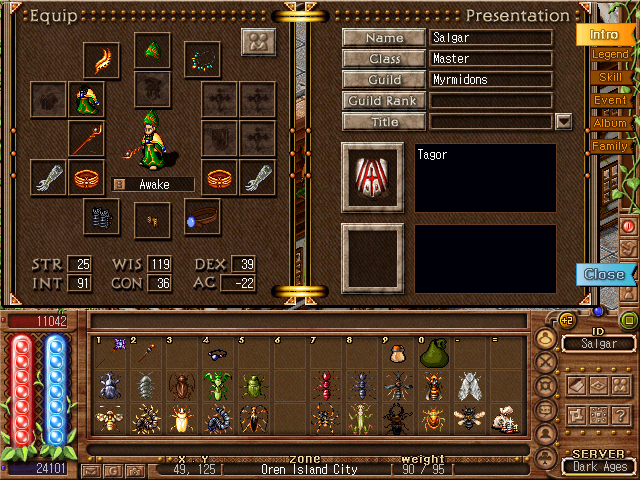 Equip
Presentation
Name Salgar
Class Master
Guild Myrmidons
Guild Rank
Title
Intro
Legend
Skill
Event
Album
Family
Close
B Awake
Tagor
STR 25 WIS 119 DEX 39
INT 91 CON 36 AC -22
11042
1 2 3 4 5 6 7 8 9 0 - =
+2
ID
Salgar
x, y zone weight
24101
49, 125 Oren Island City 90 / 95
G
?
SERVER
Dark Ages